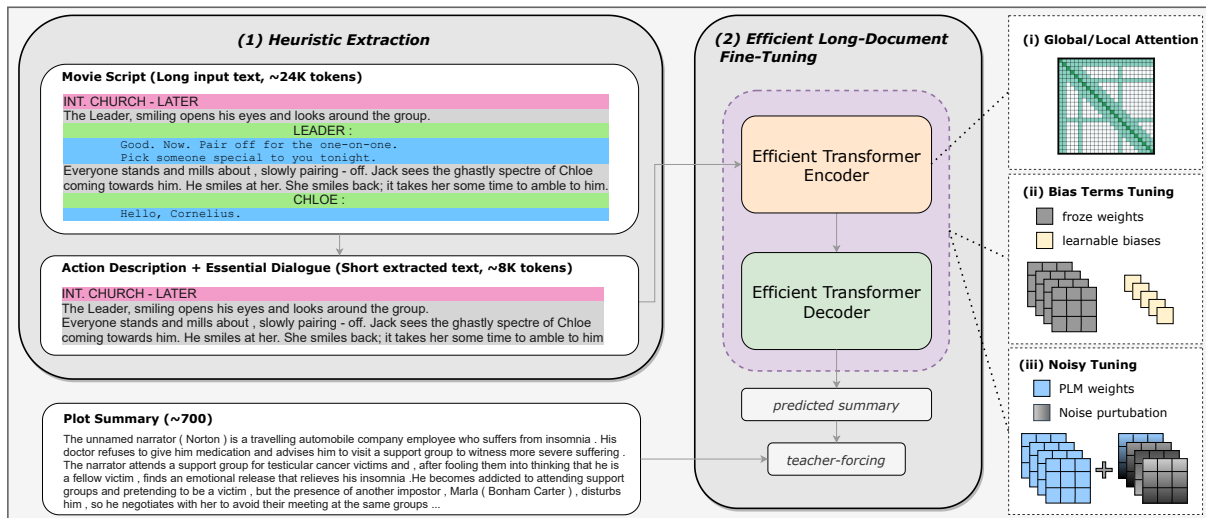 (1) Heuristic Extraction
Movie Script (Long input text, ~24K tokens)
INT. CHURCH - LATER
The Leader, smiling opens his eyes and looks around the group.
LEADER :
Good. Now. Pair off for the one-on-one.
Pick someone special to you tonight.
Everyone stands and mills about , slowly pairing - off. Jack sees the ghastly spectre of Chloe
coming towards him. He smiles at her. She smiles back; it takes her some time to amble to him.
CHLOE :
Hello, Cornelius.
Action Description + Essential Dialogue (Short extracted text, ~8K tokens)
INT. CHURCH - LATER
The Leader, smiling opens his eyes and looks around the group.
Everyone stands and mills about , slowly pairing - off. Jack sees the ghastly spectre of Chloe
coming towards him. He smiles at her. She smiles back; it takes her some time to amble to him
Plot Summary (~700)
The unnamed narrator ( Norton ) is a travelling automobile company employee who suffers from insomnia . His
doctor refuses to give him medication and advises him to visit a support group to witness more severe suffering .
The narrator attends a support group for testicular cancer victims and , after fooling them into thinking that he is
a fellow victim , finds an emotional release that relieves his insomnia .He becomes addicted to attending support
groups and pretending to be a victim , but the presence of another impostor , Marla ( Bonham Carter ) , disturbs
him , so he negotiates with her to avoid their meeting at the same groups ...
(2) Efficient Long-Document
Fine-Tuning
Efficient Transformer
Encoder
Efficient Transformer
Decoder
predicted summary
teacher-forcing
(i) Global/Local Attention
(ii) Bias Terms Tuning
froze weights
learnable biases
(iii) Noisy Tuning
PLM weights
Noise purtubation